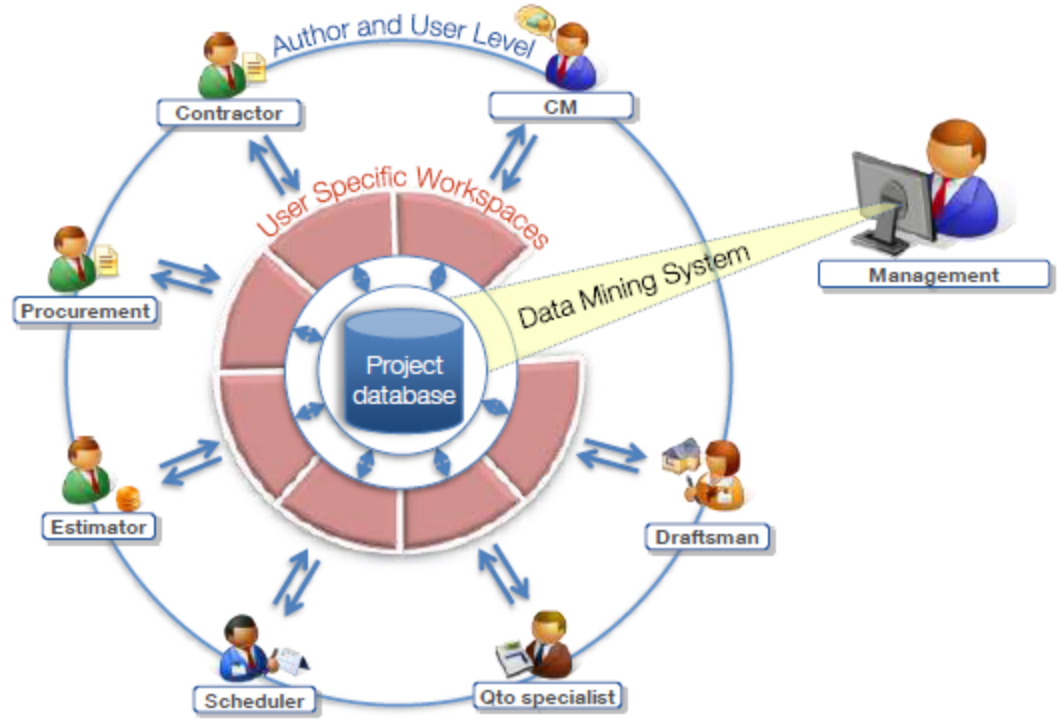 Author and User Level
Contractor
CM
User Specific Workspaces
Procurement
Data Mining System
Management
Project
database
Estimator
Draftsman
Scheduler
Qto specialist